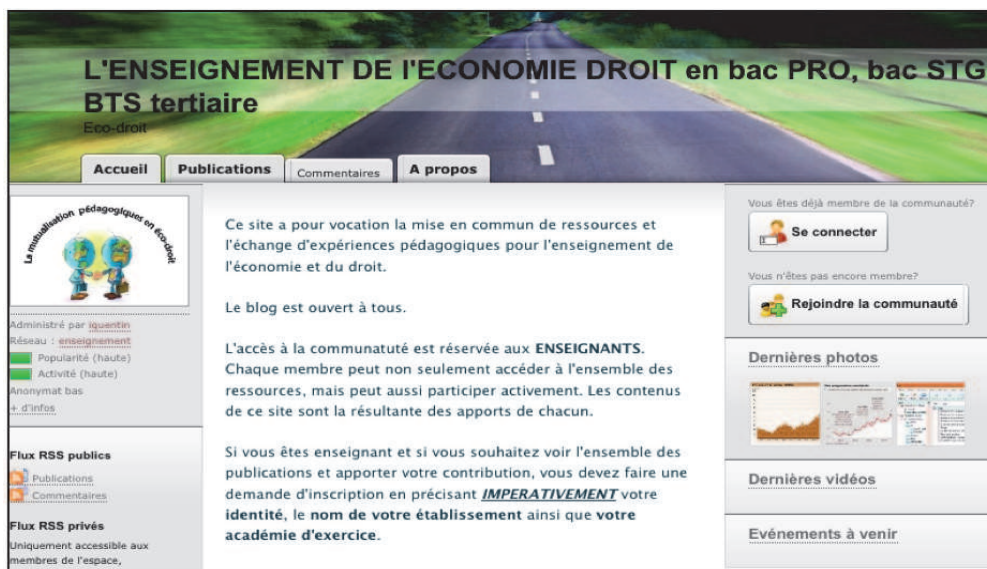 L'ENSEIGNEMENT DE l'ECONOMIE DROIT en bac PRO, bac STG
BTS tertiaire
Eco-droit
Accueil
Publications
Commentaires
A propos
La mutualisation pédagogiques en éco-droit
Administré par iquentin
Réseau : enseignement
Popularité (haute)
Activité (haute)
Anonymat bas
+ d'infos
Flux RSS publics
Publications
Commentaires
Flux RSS privés
Uniquement accessible aux
membres de l'espace,
Ce site a pour vocation la mise en commun de ressources et
l'échange d'expériences pédagogiques pour l'enseignement de
l'économie et du droit.
Le blog est ouvert à tous.
L'accès à la communatuté est réservée aux ENSEIGNANTS.
Chaque membre peut non seulement accéder à l'ensemble des
ressources, mais peut aussi participer activement. Les contenus
de ce site sont la résultante des apports de chacun.
Si vous êtes enseignant et si vous souhaitez voir l'ensemble des
publications et apporter votre contribution, vous devez faire une
demande d'inscription en précisant IMPERATIVEMENT votre
identité, le nom de votre établissement ainsi que votre
académie d'exercice.
Vous êtes déjà membre de la communauté?
Se connecter
Vous n'êtes pas encore membre?
Rejoindre la communauté
Dernières photos
Dernières vidéos
Evénements à venir